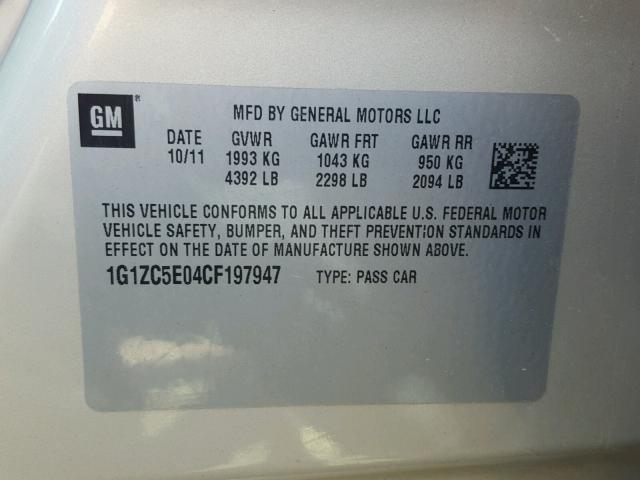 GM ®
MFD BY GENERAL MOTORS LLC
DATE GVWR GAWR FRT GAWR RR
10/11 1993 KG 1043 KG 950 KG
4392 LB 2298 LB 2094 LB
THIS VEHICLE CONFORMS TO ALL APPLICABLE U.S. FEDERAL MOTOR
VEHICLE SAFETY, BUMPER, AND THEFT PREVENTION STANDARDS IN
EFFECT ON THE DATE OF MANUFACTURE SHOWN ABOVE.
1G1ZC5E04CF197947 TYPE: PASS CAR